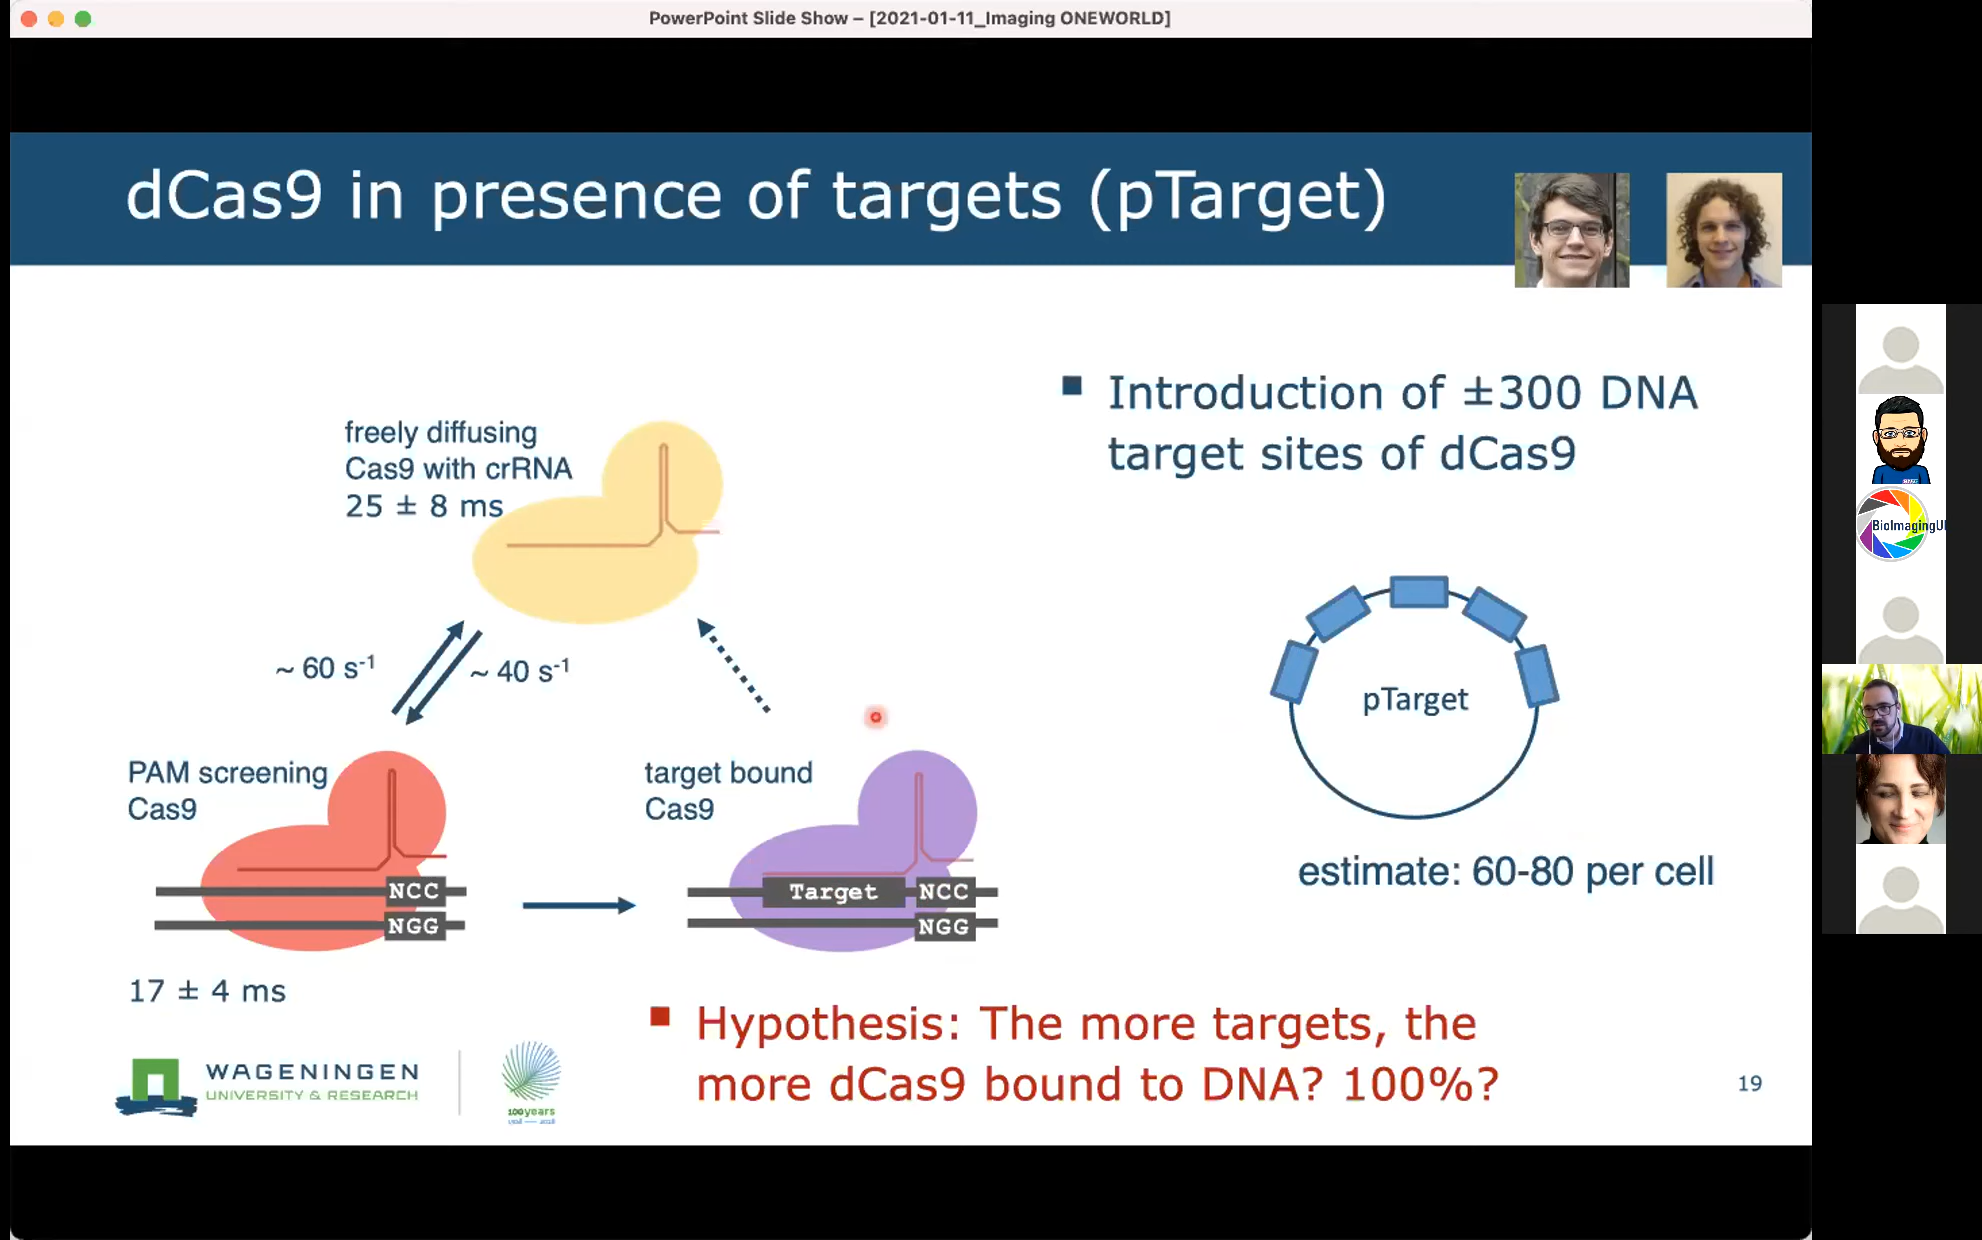 PowerPoint Slide Show – [2021-01-11_Imaging ONEWORLD]
dCas9 in presence of targets (pTarget)
freely diffusing
Cas9 with crRNA
25 ± 8 ms
~ 60 s-1
~ 40 s-1
PAM screening
Cas9
NCC
NGG
17 ± 4 ms
target bound
Cas9
Target NCC
NGG
■ Introduction of ±300 DNA
target sites of dCas9
pTarget
estimate: 60-80 per cell
■ Hypothesis: The more targets, the
more dCas9 bound to DNA? 100%?
WAGENINGEN
UNIVERSITY & RESEARCH
100years
19
BioImagingU